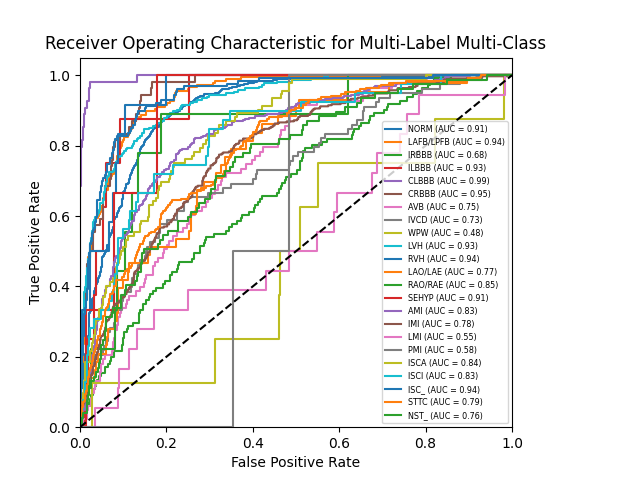 Receiver Operating Characteristic for Multi-Label Multi-Class
True Positive Rate
1.0
0.8
0.6
0.4
0.2
0.0
NORM (AUC = 0.91)
LAFB/LPFB (AUC = 0.94)
IRBBB (AUC = 0.68)
ILBBB (AUC = 0.93)
CLBBB (AUC = 0.99)
CRBBB (AUC = 0.95)
AVB (AUC = 0.75)
IVCD (AUC = 0.73)
WPW (AUC = 0.48)
LVH (AUC = 0.93)
RVH (AUC = 0.94)
LAO/LAE (AUC = 0.77)
RAO/RAE (AUC = 0.85)
SEHYP (AUC = 0.91)
AMI (AUC = 0.83)
IMI (AUC = 0.78)
LMI (AUC = 0.55)
PMI (AUC = 0.58)
ISCA (AUC = 0.84)
ISCI (AUC = 0.83)
ISC_ (AUC = 0.94)
STTC (AUC = 0.79)
NST_ (AUC = 0.76)
0.0 0.2 0.4 0.6 0.8 1.0
False Positive Rate